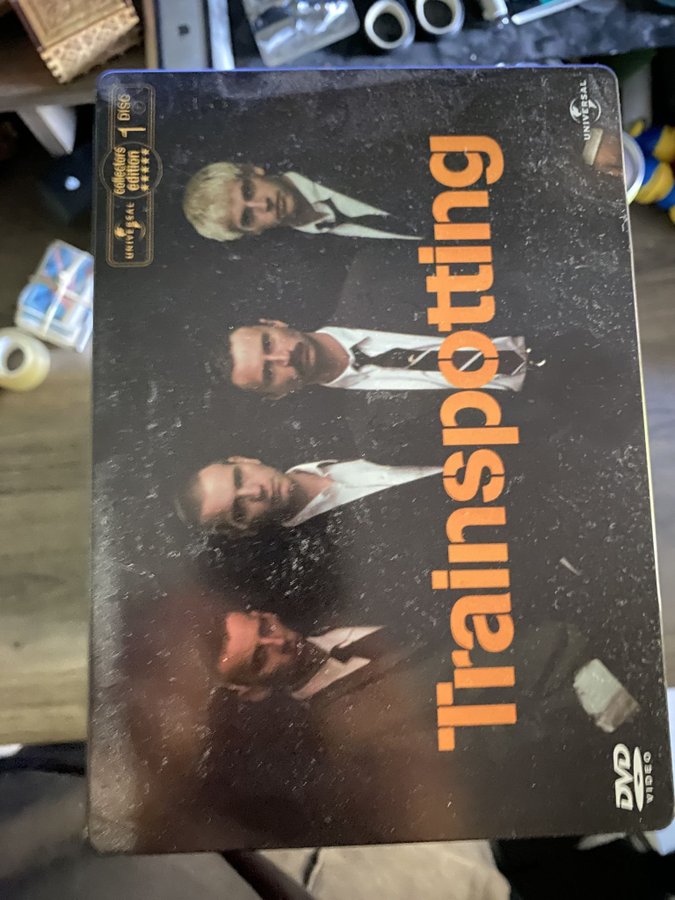 Trainspotting
UNIVERSAL
collectors
edition
1
DISC
UNIVERSAL
DVD
VIDEO